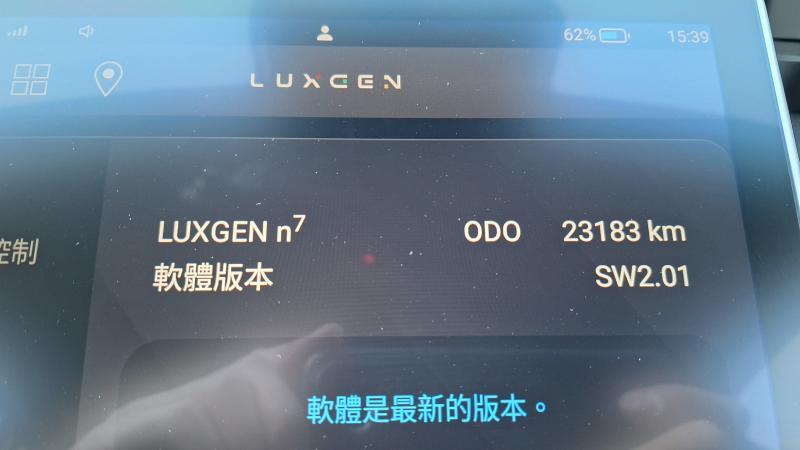 62% 15:39
LUXGEN
LUXGEN n⁷ ODO 23183 km
控制
軟體版本 SW2.01
軟體是最新的版本。